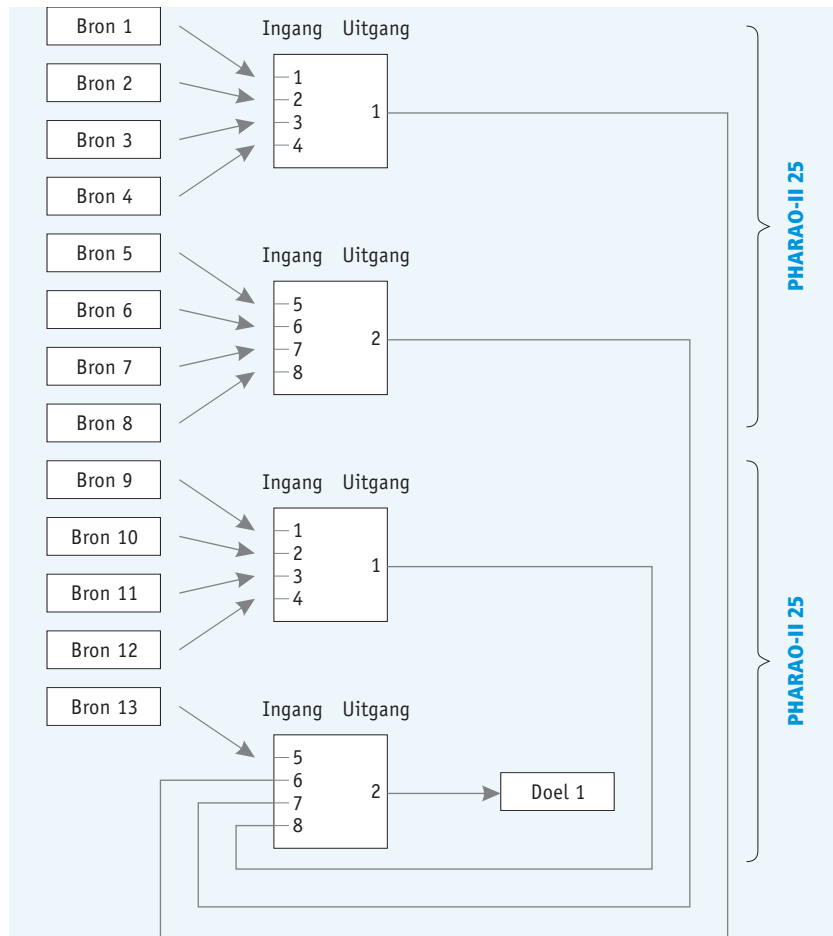 Bron 1
Bron 2
Bron 3
Bron 4
Ingang Uitgang
1
2
3
4
1
Bron 5
Bron 6
Bron 7
Bron 8
Ingang Uitgang
5
6
7
8
2
PHARAO-II 25
Bron 9
Bron 10
Bron 11
Bron 12
Ingang Uitgang
1
2
3
4
1
Bron 13
Ingang Uitgang
5
6
7
8
2
Doel 1
PHARAO-II 25